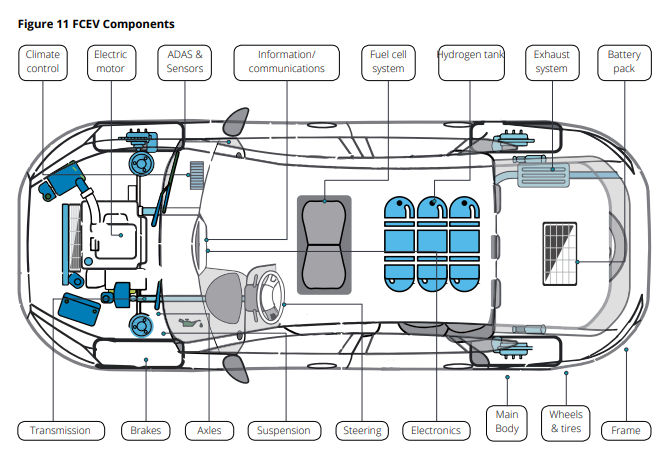 Figure 11 FCEV Components
Climate
control
Electric
motor
ADAS &
Sensors
Information/
communications
Fuel cell
system
Hydrogen tank
Exhaust
system
Battery
pack
Transmission
Brakes
Axles
Suspension
Steering
Electronics
Main
Body
Wheels
& tires
Frame